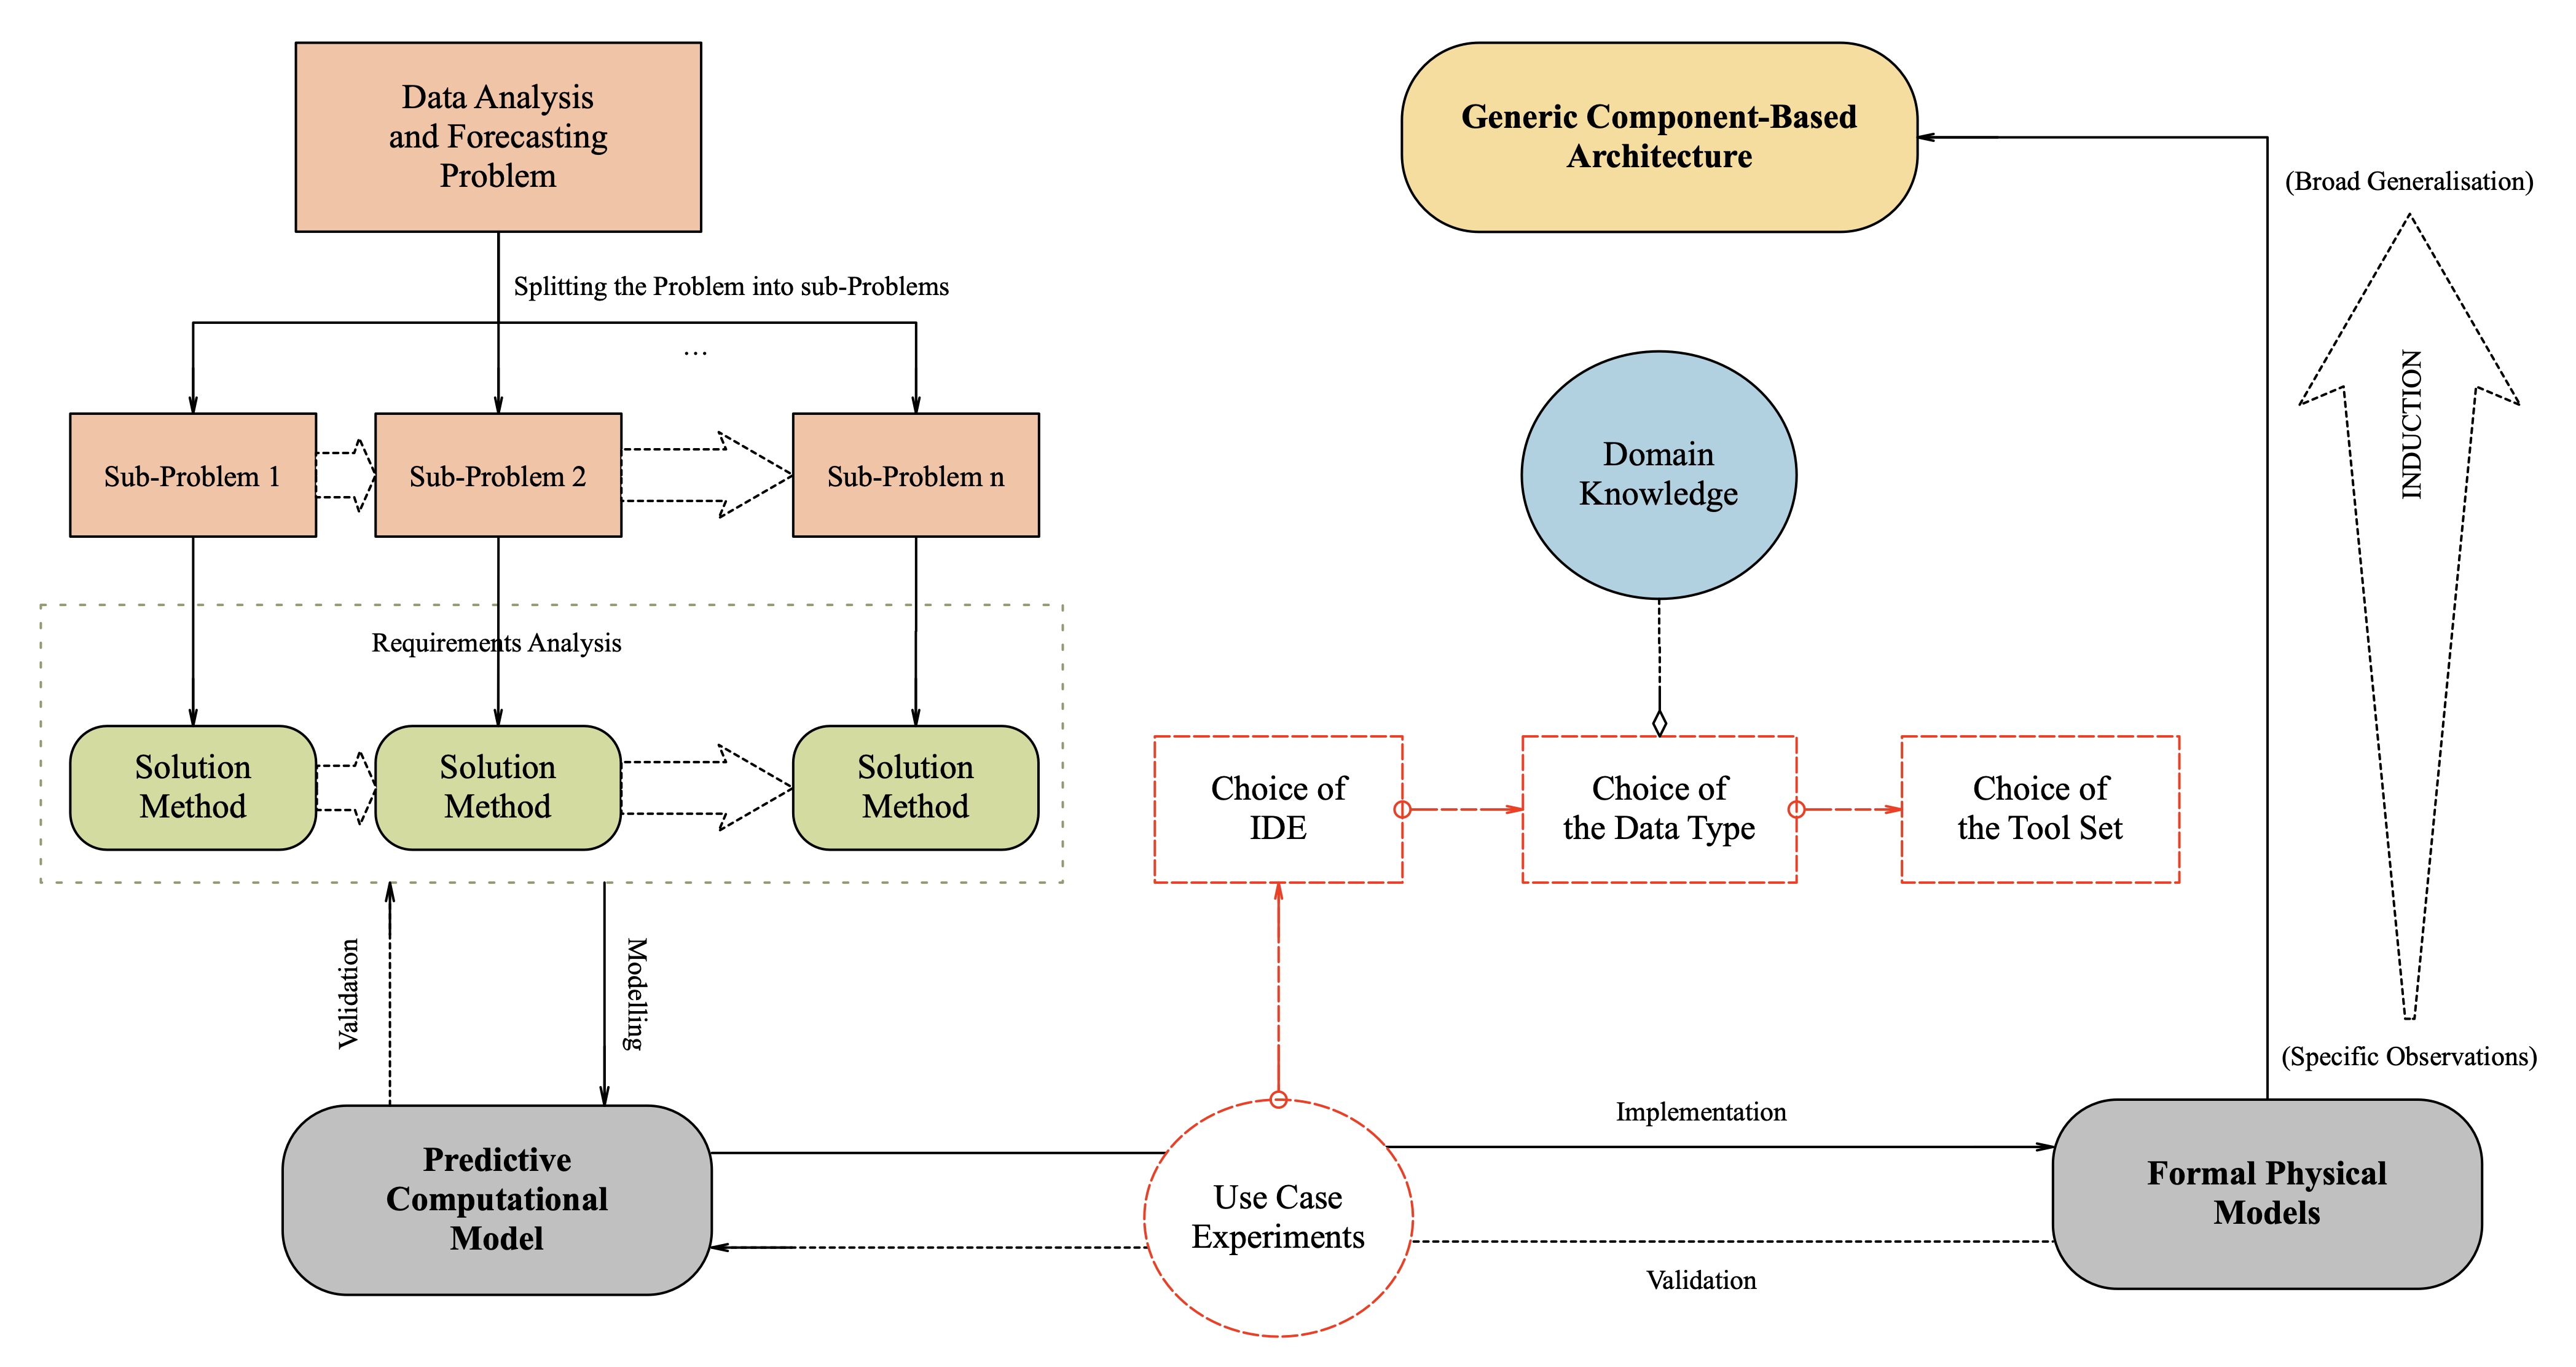 Data Analysis
and Forecasting
Problem
Generic Component-Based
Architecture
(Broad Generalisation)
Splitting the Problem into sub-Problems
...
INDUCTION
Sub-Problem 1
Sub-Problem 2
Sub-Problem n
Domain
Knowledge
Requirements Analysis
Solution
Method
Solution
Method
Solution
Method
Choice of
IDE
Choice of
the Data Type
Choice of
the Tool Set
Validation
Modelling
(Specific Observations)
Predictive
Computational
Model
Use Case
Experiments
Implementation
Validation
Formal Physical
Models